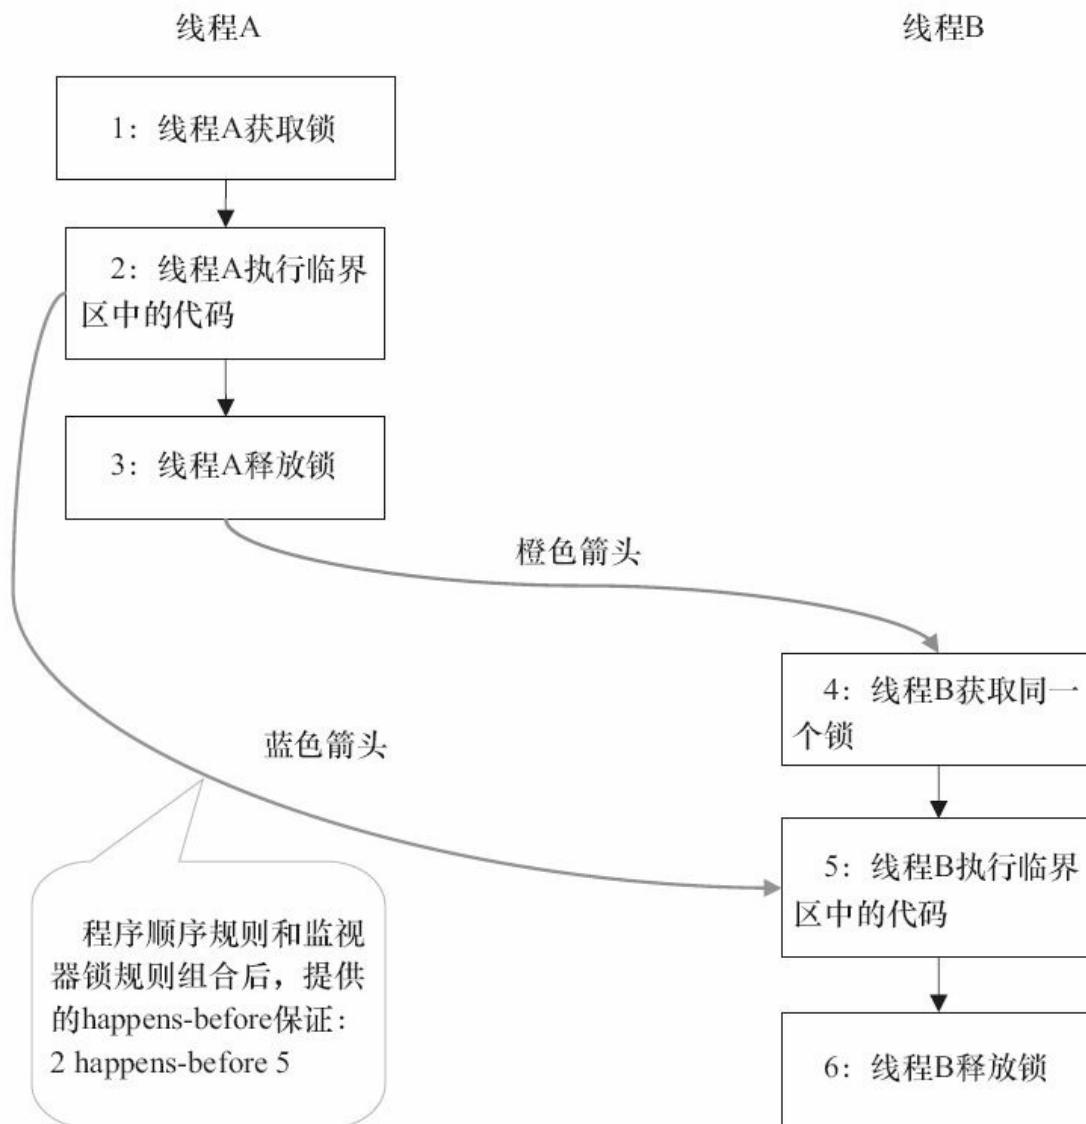 线程A
线程B
1：线程A获取锁
2：线程A执行临界
区中的代码
3：线程A释放锁
橙色箭头
4：线程B获取同一
个锁
蓝色箭头
5：线程B执行临界
区中的代码
程序顺序规则和监视
器锁规则组合后，提供
的happens-before保证：
2 happens-before 5
6：线程B释放锁